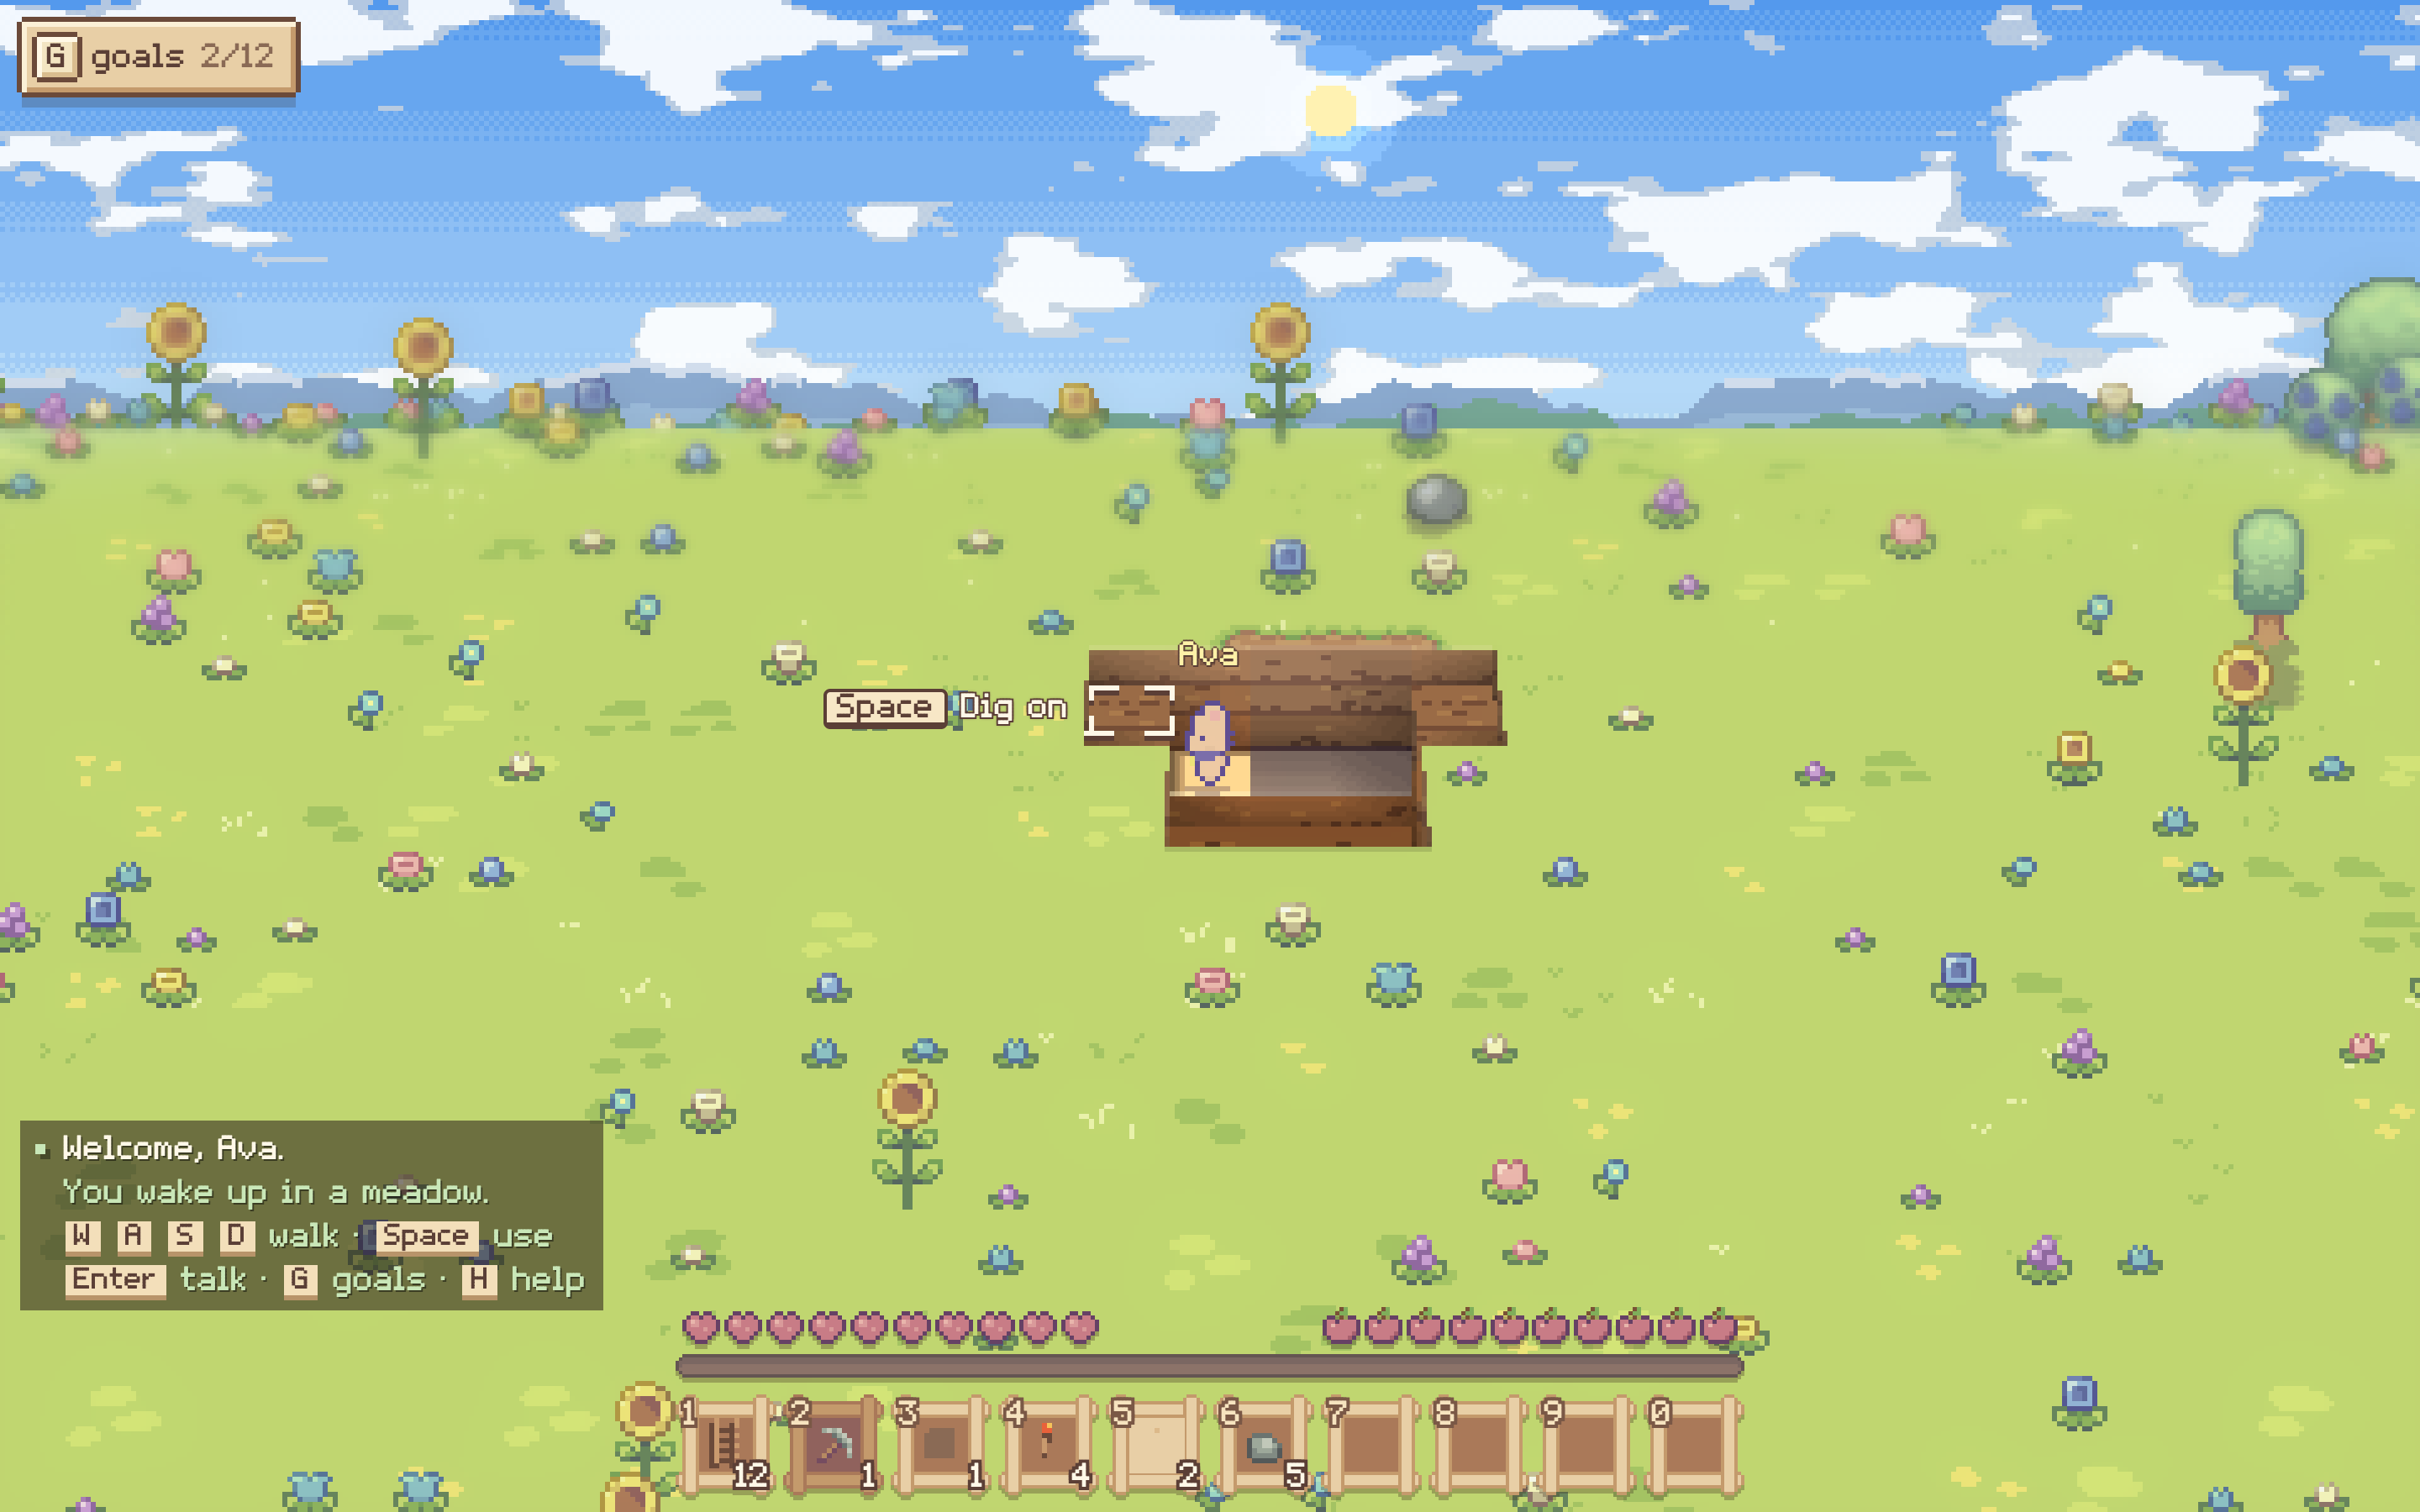 G goals 2/12
Ava
Space Dig on
Welcome, Ava.
You wake up in a meadow.
W A S D walk · Space use
Enter talk · G goals · H help
1 2 3 4 5 6 7 8 9 0
12 1 1 4 2 5